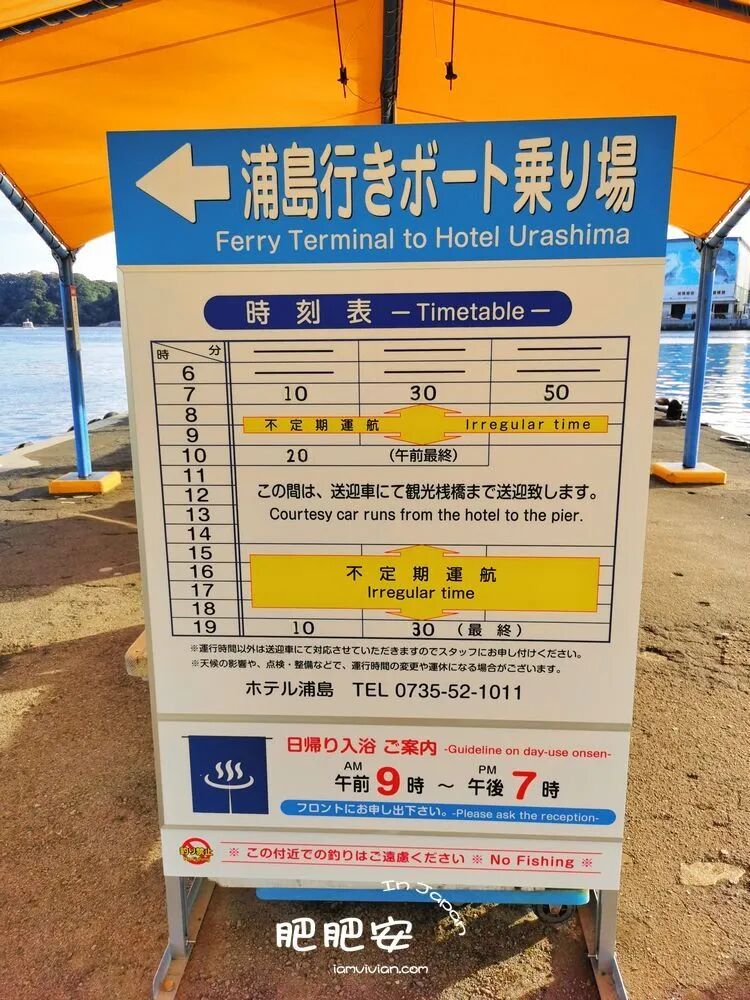 浦島行きボート乗り場
Ferry Terminal to Hotel Urashima
時刻表 －Timetable－
時 分
6
7 10 30 50
8
不定期運航 Irregular time
9
10 20 (午前最終)
11
12 この間は、送迎車にて観光桟橋まで送迎致します。
13 Courtesy car runs from the hotel to the pier.
14
15
16 不定期運航
17 Irregular time
18
19 10 30 (最終)
※運行時間以外は送迎車にて対応させていただきますのでスタッフにお申し付けください。
※天候の影響や、点検・整備などで、運行時間の変更や運休になる場合がございます。
ホテル浦島 TEL 0735-52-1011
日帰り入浴 ご案内 -Guideline on day-use onsen-
AM PM
午前9時 ～ 午後7時
フロントにお申し出下さい。-Please ask the reception-
釣り禁止
※ この付近での釣りはご遠慮ください ※ No Fishing ※
In Japan
肥肥安
iamvivian.com